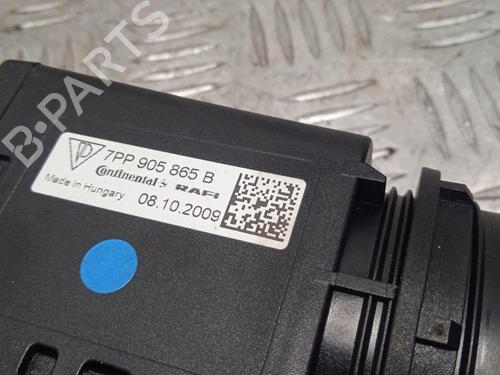 B-PARTS
7PP 905 865 B
Continental & RAFI
Made in Hungary
08.10.2009